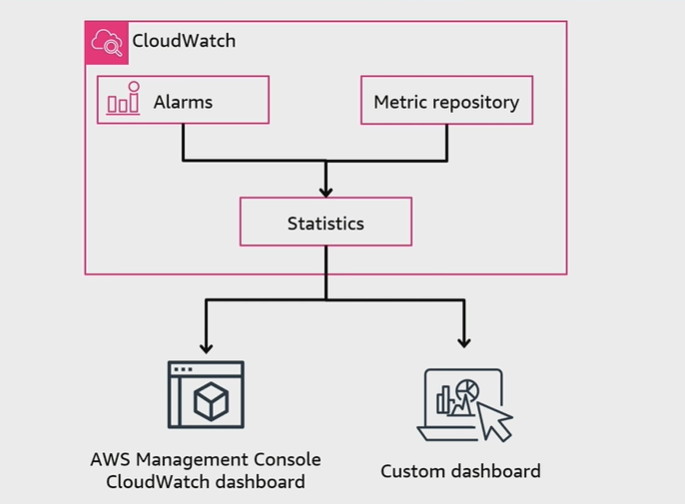 CloudWatch
Alarms
Metric repository
Statistics
AWS Management Console
CloudWatch dashboard
Custom dashboard